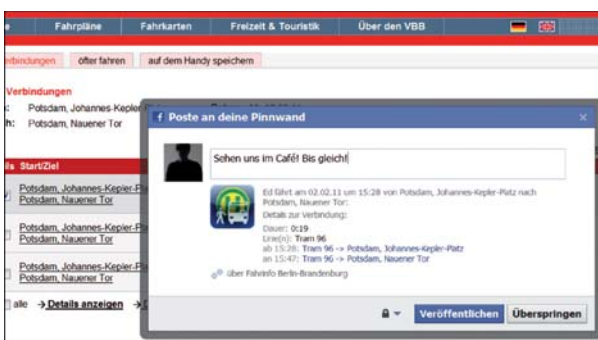 Fahrpläne Fahrkarten Freizeit & Touristik Über den VBB
öfter fahren auf dem Handy speichern
Verbindungen
Potsdam, Johannes-Kepler-
Potsdam, Nauener Tor
f Poste an deine Pinnwand x
Sehen uns im Café! Bis gleich!
Start/Ziel
Potsdam, Johannes-Kepler-Pla
Potsdam, Nauener Tor
Ed fährt am 02.02.11 um 15:28 von Potsdam, Johannes-Kepler-Platz nach
Potsdam, Nauener Tor:
Details zur Verbindung:
Dauer: 0:19
Linie(n): Tram 96
ab 15:28: Tram 96 -> Potsdam, Johannes-Kepler-Platz
an 15:47: Tram 96 -> Potsdam, Nauener Tor
Potsdam, Johannes-Kepler-Pla
Potsdam, Nauener Tor
Potsdam, Johannes-Kepler-Pla
Potsdam, Nauener Tor
über Fahrinfo Berlin-Brandenburg
alle → Details anzeigen →
Veröffentlichen Überspringen